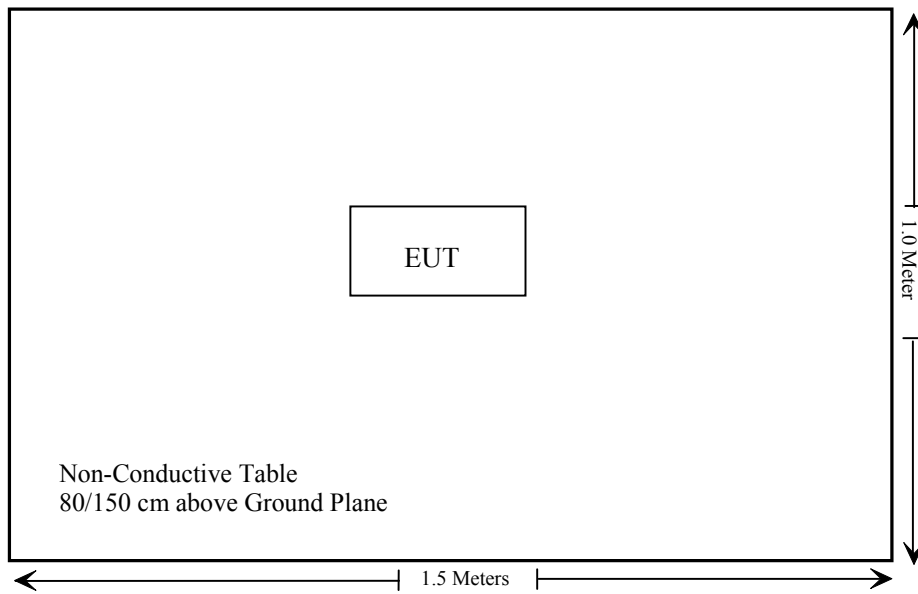 EUT
1.0 Meter
Non-Conductive Table
80/150 cm above Ground Plane
1.5 Meters